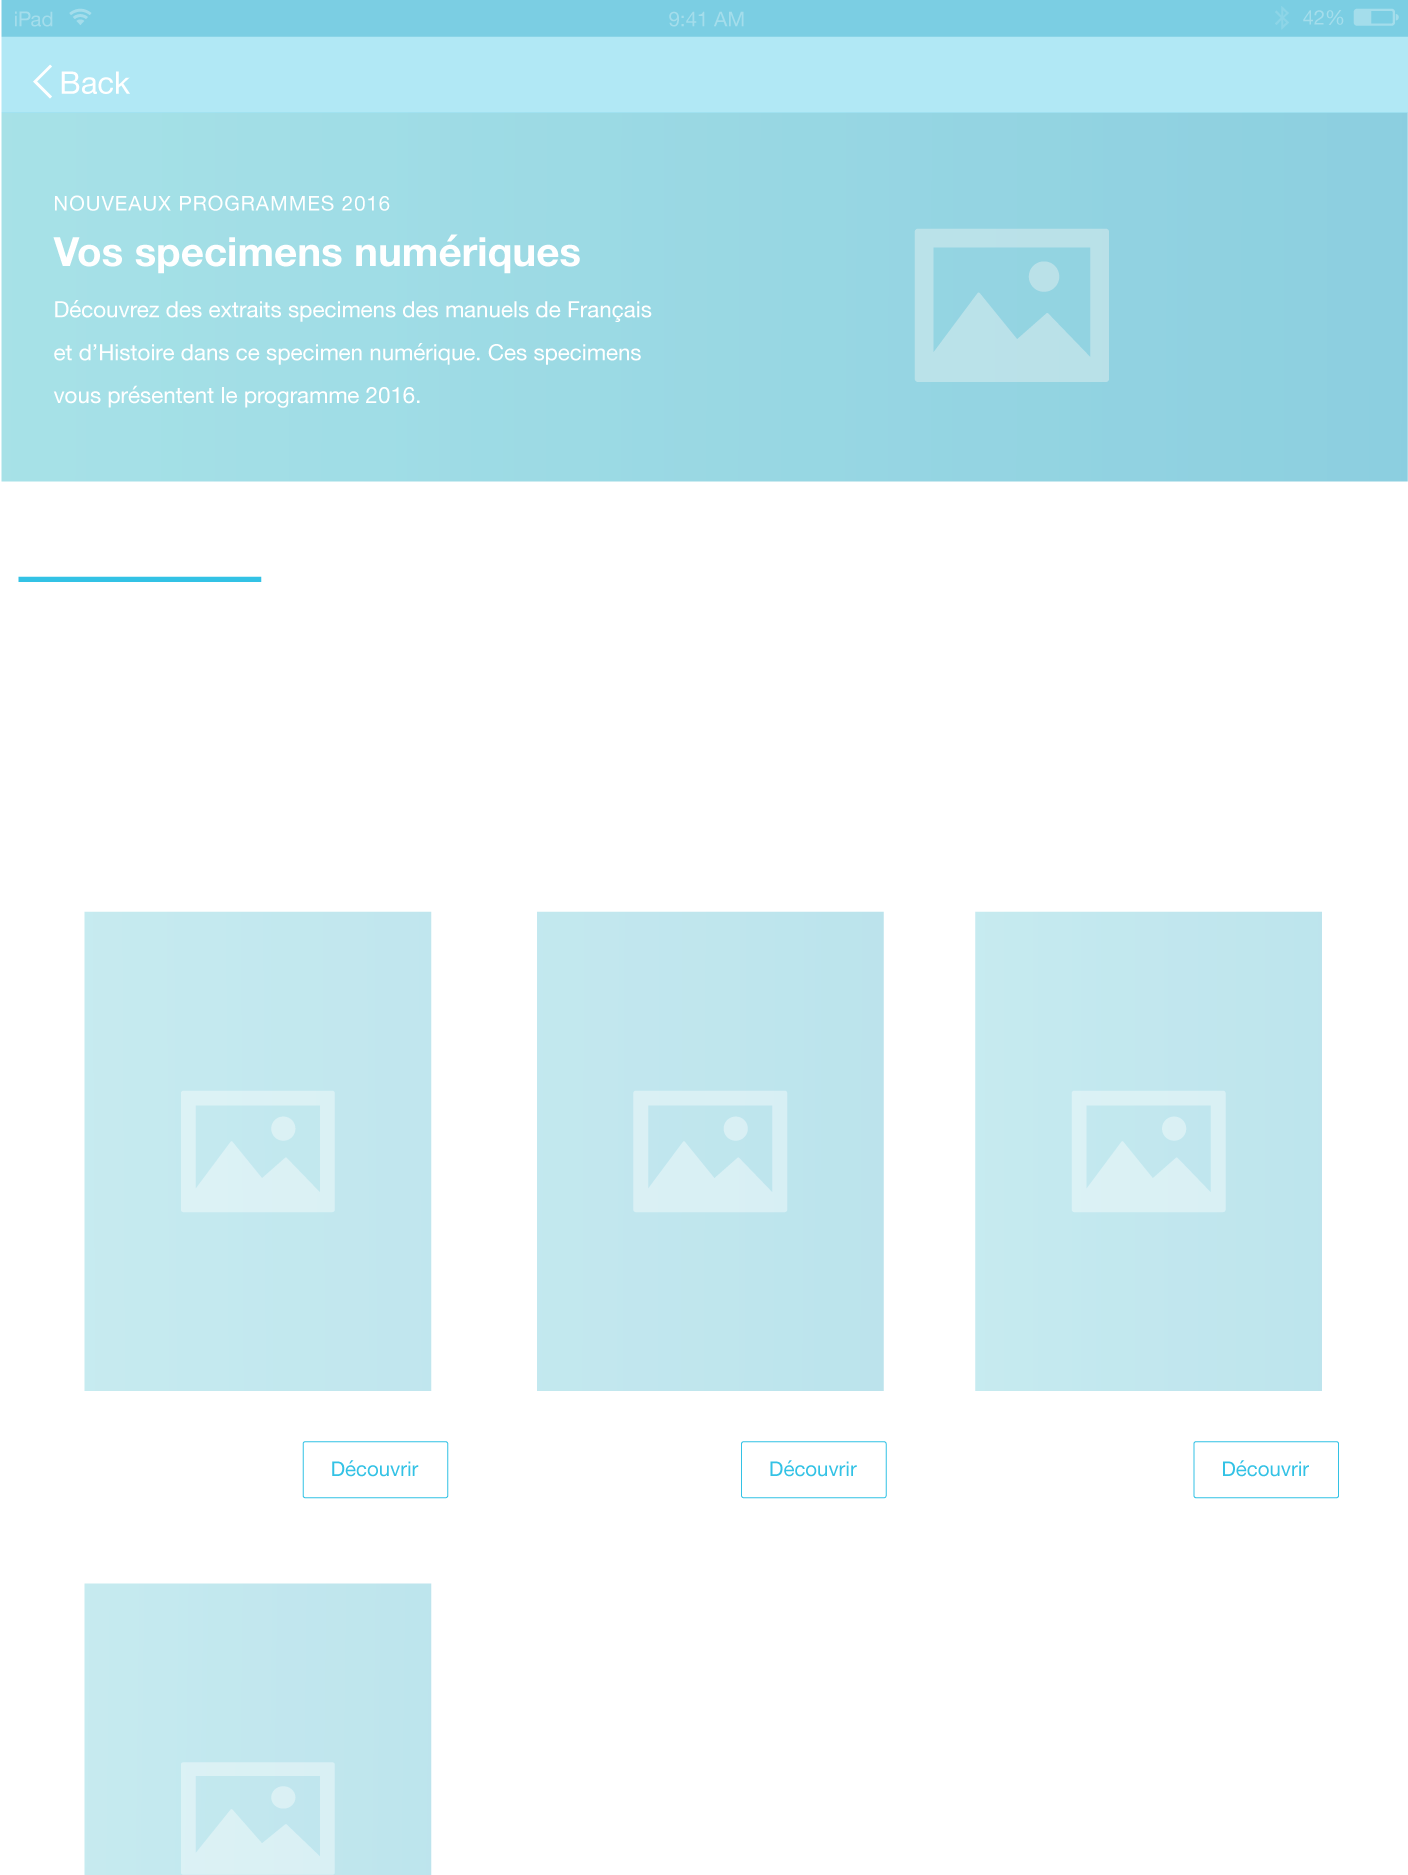 iPad
9:41 AM
42%
Back
NOUVEAUX PROGRAMMES 2016
Vos specimens numériques
Découvrez des extraits specimens des manuels de Français
et d’Histoire dans ce specimen numérique. Ces specimens
vous présentent le programme 2016.
Découvrir
Découvrir
Découvrir